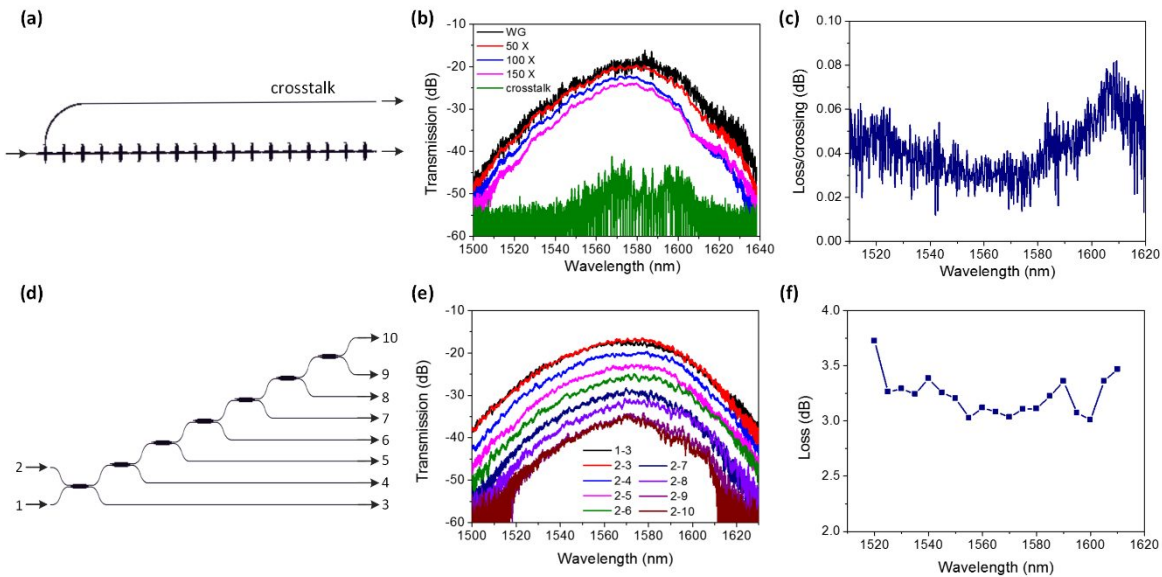 (a)
crosstalk
(b)
-10
-20
-30
-40
-50
-60
Transmission (dB)
WG
50 X
100 X
150 X
crosstalk
1500 1520 1540 1560 1580 1600 1620 1640
Wavelength (nm)
(c)
0.10
0.08
0.06
0.04
0.02
0.00
Loss/crossing (dB)
1520 1540 1560 1580 1600 1620
Wavelength (nm)
(d)
10
9
8
7
6
5
4
3
2
1
(e)
-10
-20
-30
-40
-50
-60
Transmission (dB)
1-3 2-7
2-3 2-8
2-4 2-9
2-5 2-10
2-6
1500 1520 1540 1560 1580 1600 1620
Wavelength (nm)
(f)
4.0
3.5
3.0
2.5
2.0
Loss (dB)
1520 1540 1560 1580 1600 1620
Wavelength (nm)